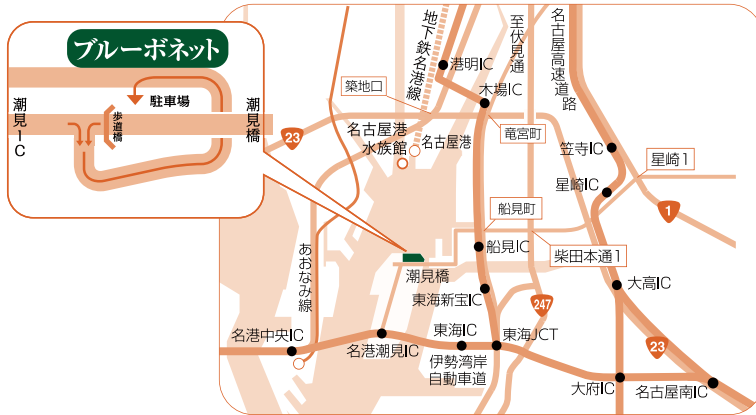 ブルーボネット
駐車場
歩道橋
潮見IC
潮見橋
地下鉄名港線
至伏見通
名古屋高速道路
港明IC
築地口
木場IC
23
名古屋港
水族館
名古屋港
竜宮町
笠寺IC
星崎1
星崎IC
1
船見町
船見IC
柴田本通1
あおなみ線
潮見橋
東海新宝IC
大高IC
247
名港中央IC
名港潮見IC
東海IC
東海JCT
伊勢湾岸
自動車道
23
大府IC
名古屋南IC